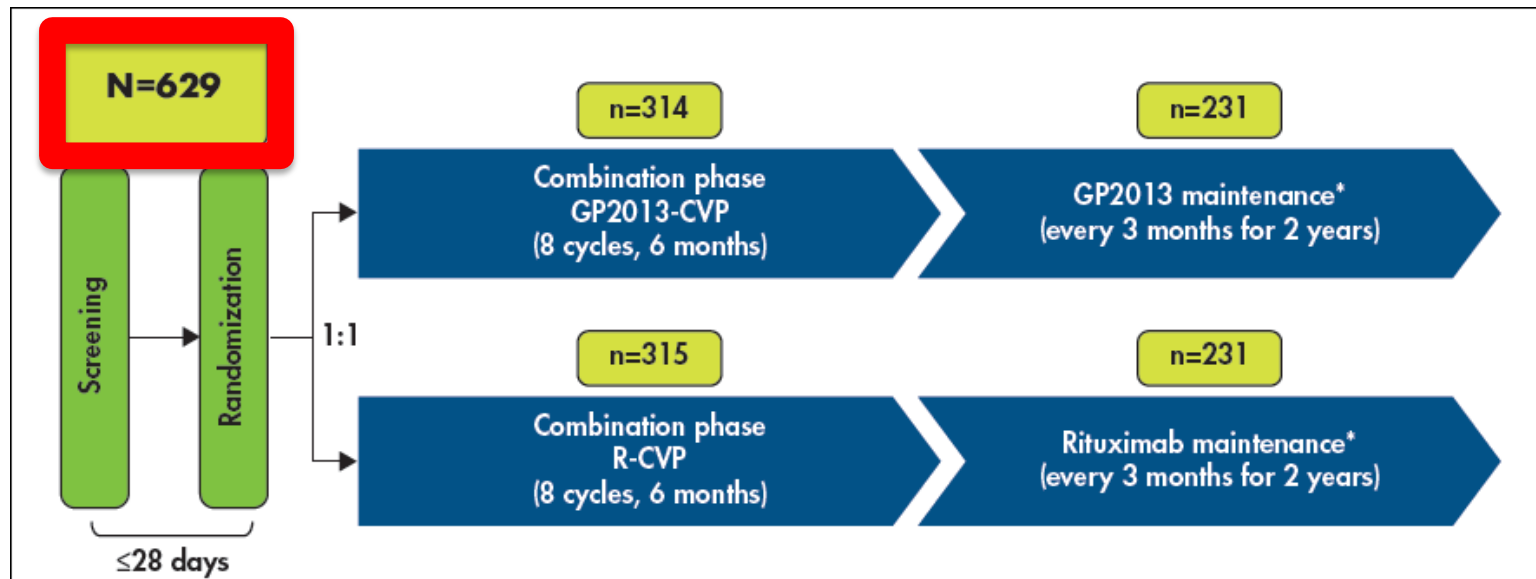 N=629
Screening
Randomization
≤28 days
1:1
n=314
Combination phase
GP2013-CVP
(8 cycles, 6 months)
n=231
GP2013 maintenance*
(every 3 months for 2 years)
n=315
Combination phase
R-CVP
(8 cycles, 6 months)
n=231
Rituximab maintenance*
(every 3 months for 2 years)